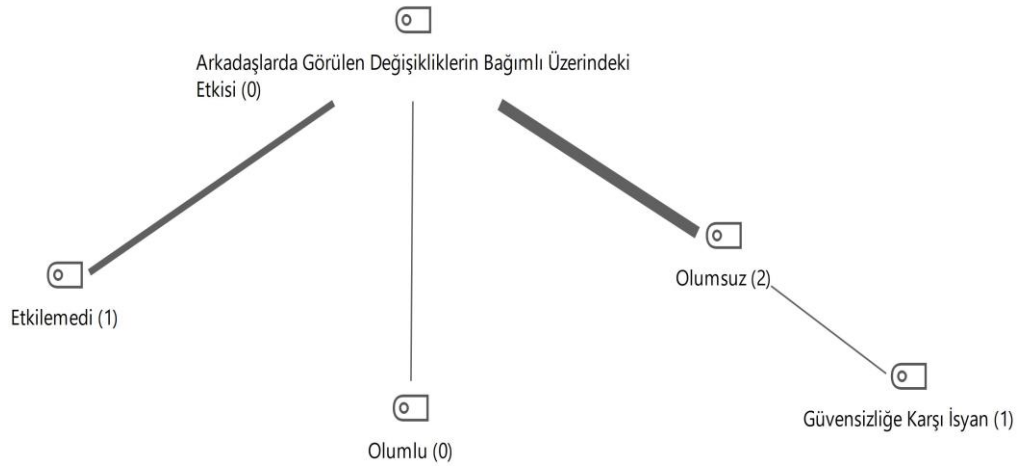 Arkadaşlarda Görülen Değişikliklerin Bağımlı Üzerindeki
Etkisi (0)
Olumsuz (2)
Etkilemedi (1)
Güvensizliğe Karşı İsyan (1)
Olumlu (0)